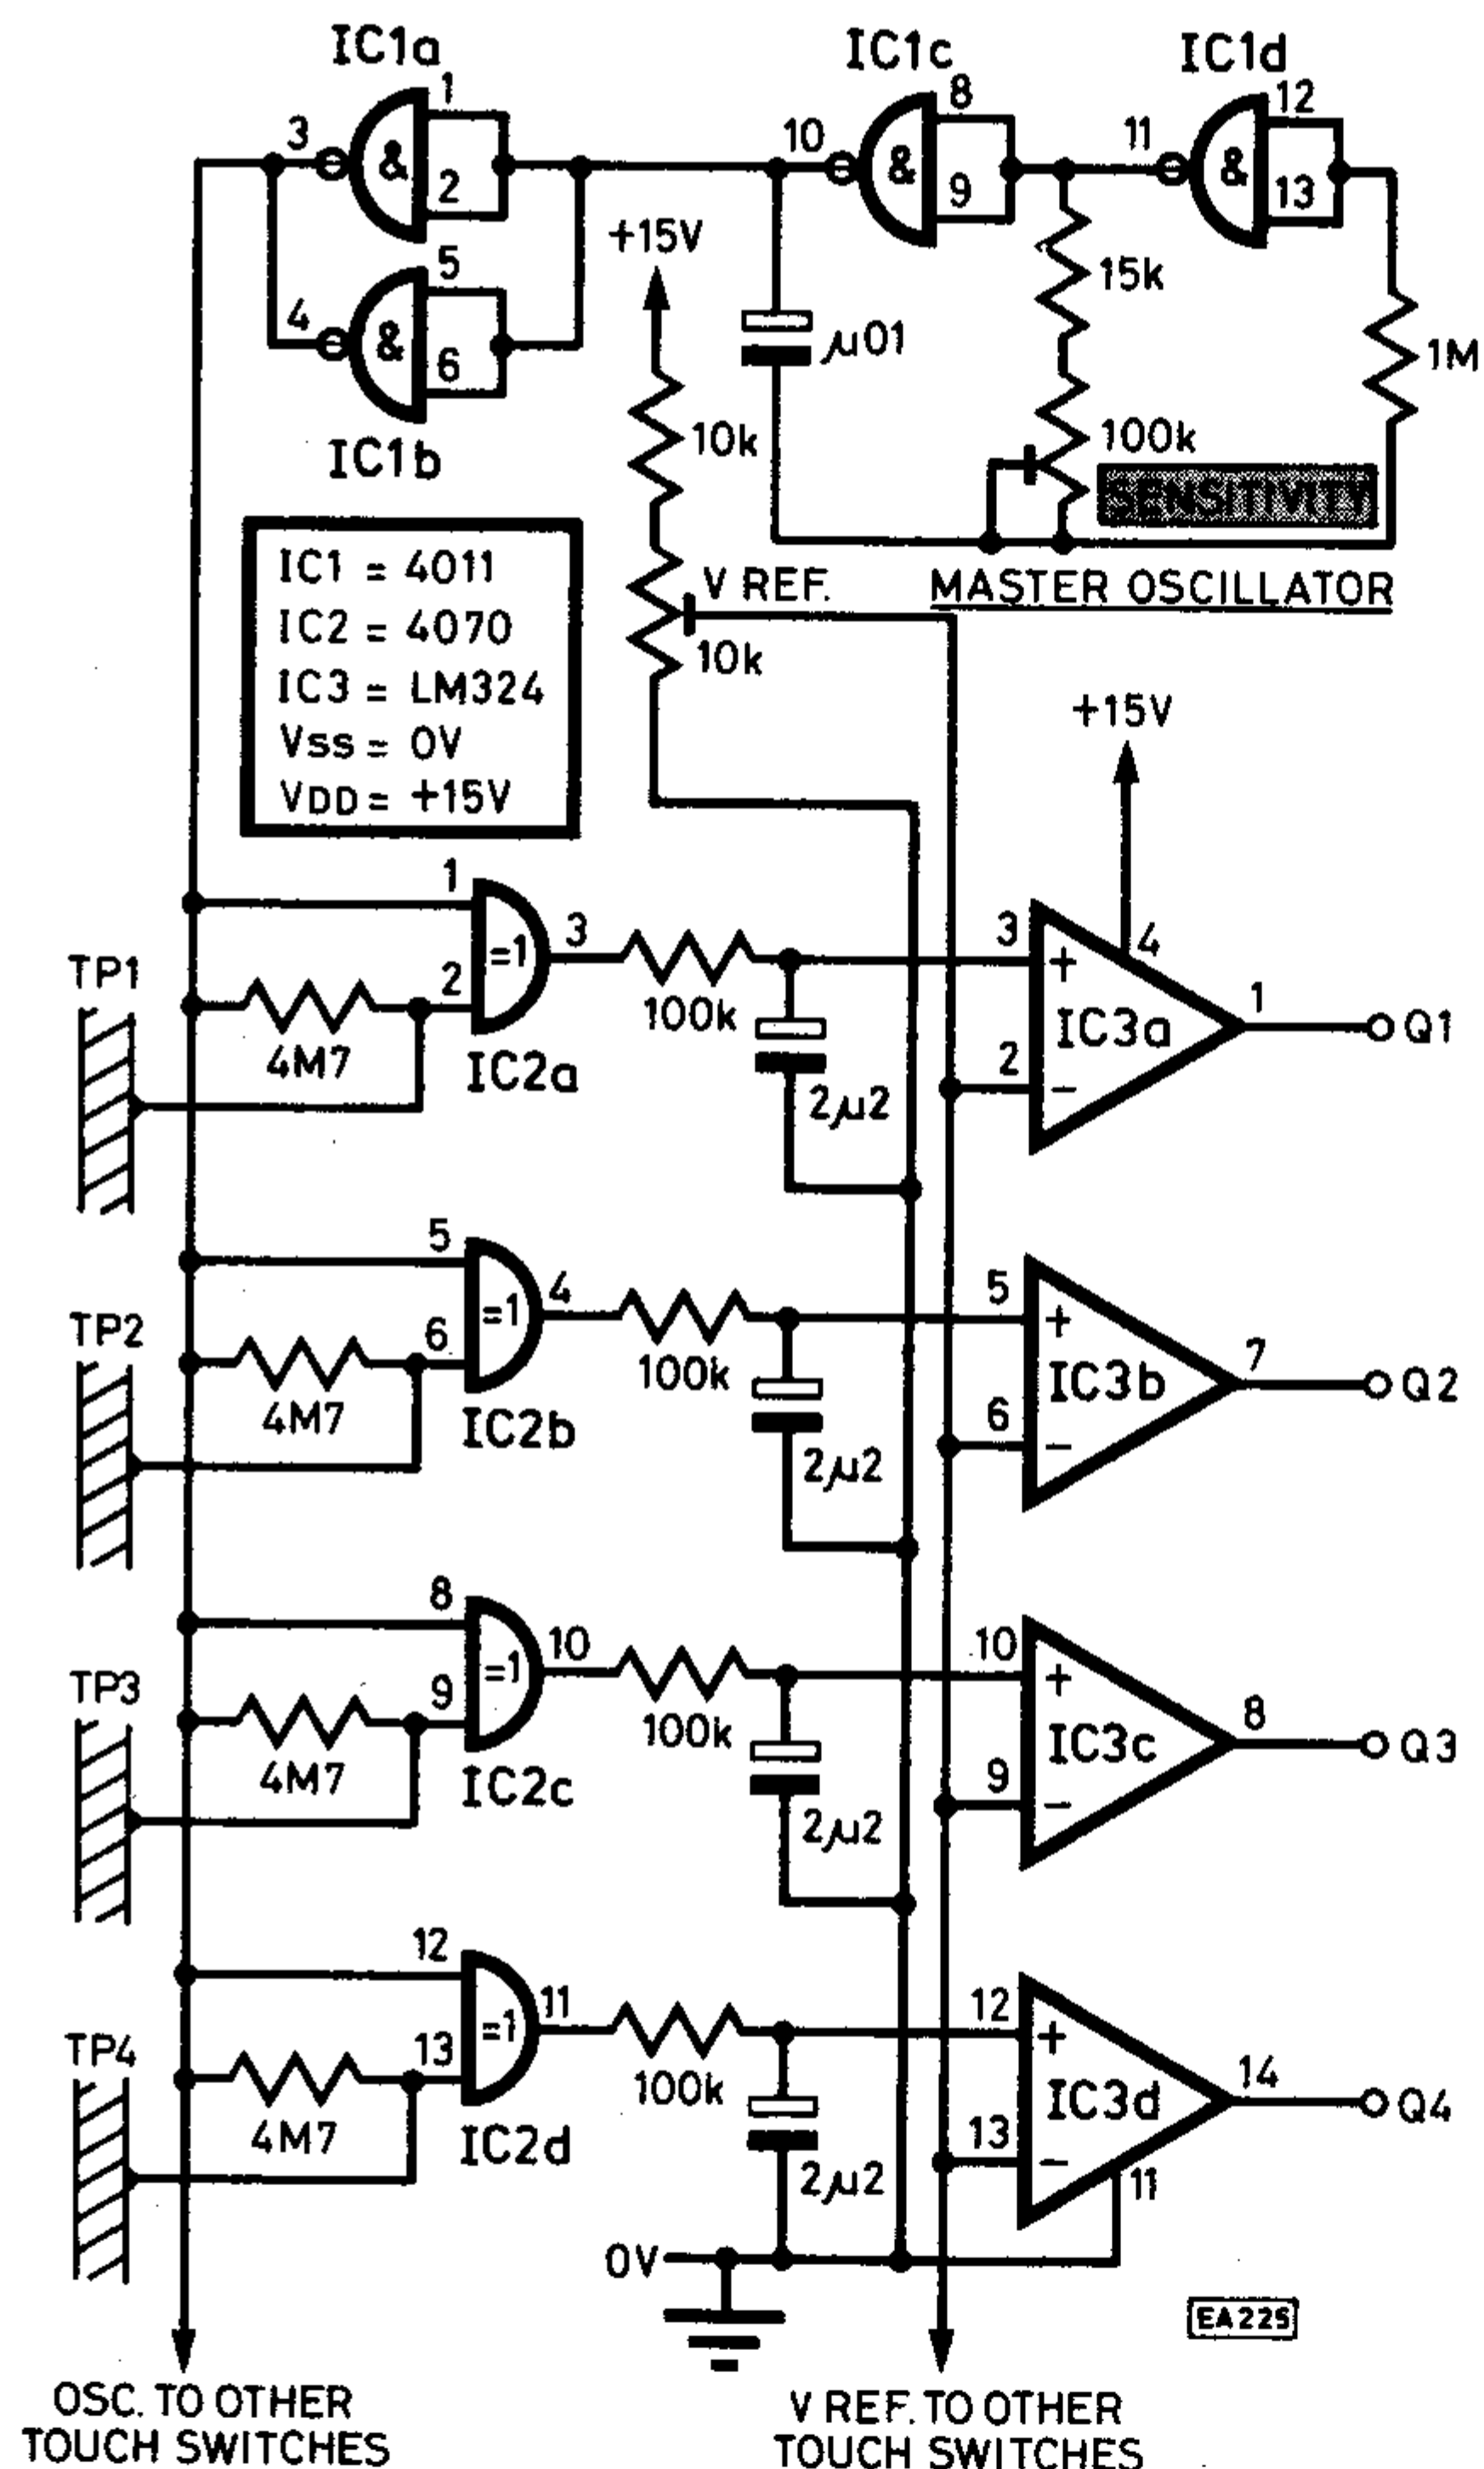 IC1a
IC1c
IC1d
1
8
12
3
&
10
&
11
&
2
9
13
+15V
5
15k
4
&
μ01
1M
6
10k
100k
IC1b
SENSITIVITY
IC1 = 4011
V REF.
MASTER OSCILLATOR
IC2 = 4070
10k
IC3 = LM324
+15V
VSS = 0V
VDD = +15V
1
3
3
+
4
TP1
=1
2
100k
IC3a
1
Q1
4M7
IC2a
2
-
2μ2
5
4
5
+
TP2
=1
6
100k
IC3b
7
Q2
4M7
IC2b
6
-
2μ2
8
10
10
+
TP3
=1
9
100k
IC3c
8
Q3
4M7
IC2c
9
-
2μ2
12
11
12
+
TP4
=1
13
100k
IC3d
14
Q4
4M7
IC2d
13
-
2μ2
11
0V
EA225
OSC. TO OTHER
TOUCH SWITCHES
V REF. TO OTHER
TOUCH SWITCHES